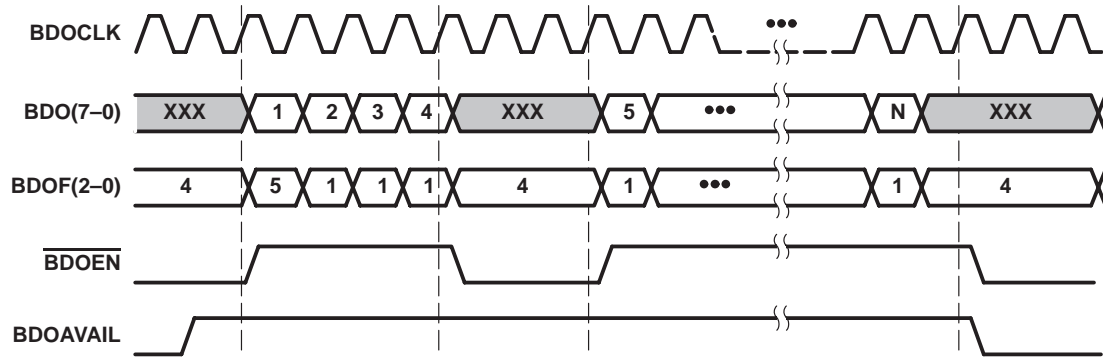 BDOCLK •••
BDO(7–0) XXX 1 2 3 4 XXX 5 ••• N XXX
BDOF(2–0) 4 5 1 1 1 4 1 ••• 1 4
BDOEN
BDOAVAIL